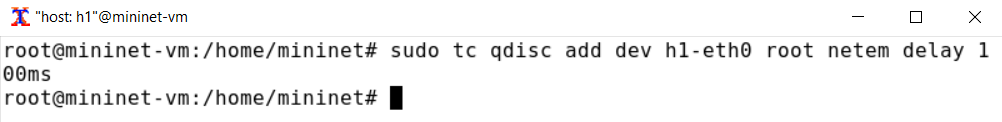 "host: h1"@mininet-vm
root@mininet-vm:/home/mininet# sudo tc qdisc add dev h1-eth0 root netem delay 1
00ms
root@mininet-vm:/home/mininet#